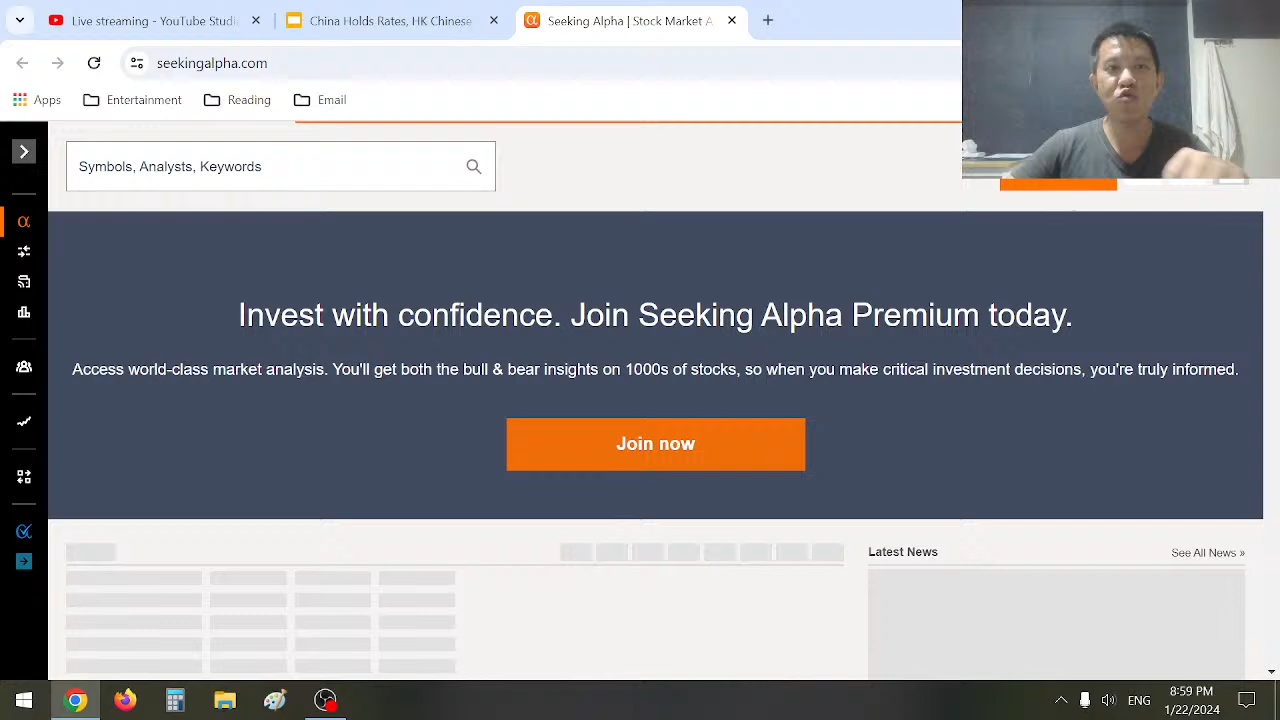 Live streaming - YouTube Studi
China Holds Rates, HK Chinese
Seeking Alpha | Stock Market A
seekingalpha.com
Apps
Entertainment
Reading
Email
Symbols, Analysts, Keywords
Invest with confidence. Join Seeking Alpha Premium today.
Access world-class market analysis. You'll get both the bull & bear insights on 1000s of stocks, so when you make critical investment decisions, you're truly informed.
Join now
Latest News
See All News »
ENG
8:59 PM
1/22/2024